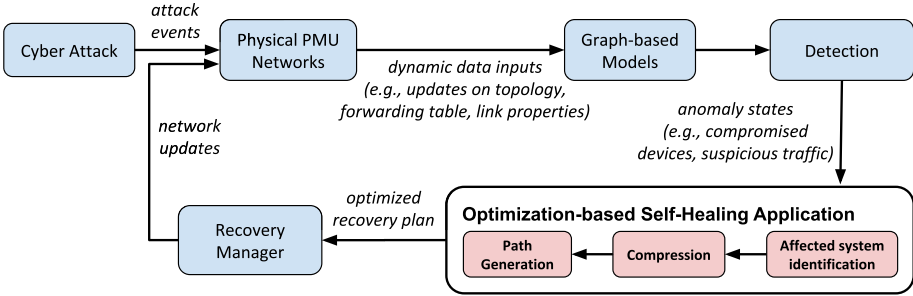 Cyber Attack
attack
events
Physical PMU
Networks
dynamic data inputs
(e.g., updates on topology,
forwarding table, link properties)
Graph-based
Models
Detection
anomaly states
(e.g., compromised
devices, suspicious traffic)
Optimization-based Self-Healing Application
Affected system
identification
Compression
Path
Generation
optimized
recovery plan
Recovery
Manager
network
updates